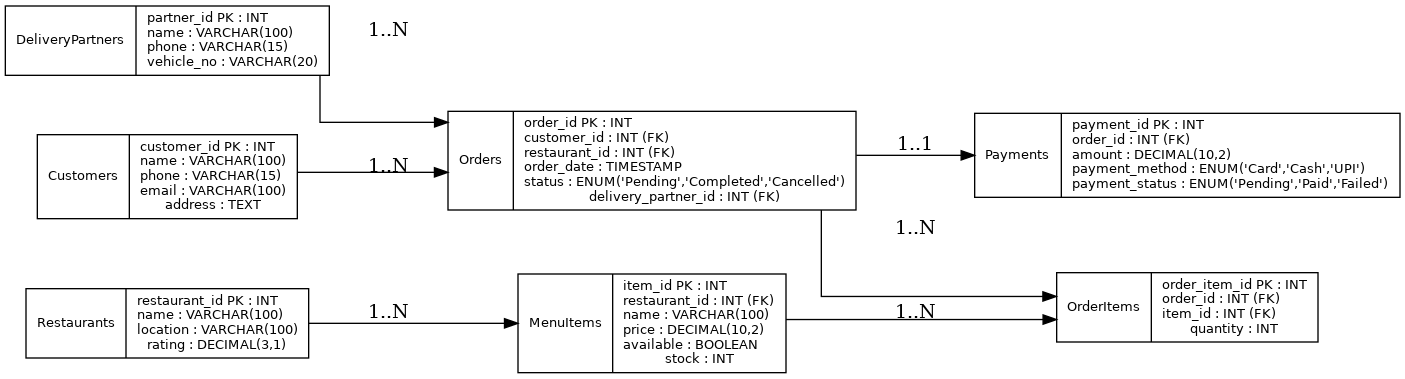 DeliveryPartners
partner_id PK : INT
name : VARCHAR(100)
phone : VARCHAR(15)
vehicle_no : VARCHAR(20)
1..N
Customers
customer_id PK : INT
name : VARCHAR(100)
phone : VARCHAR(15)
email : VARCHAR(100)
address : TEXT
1..N
Orders
order_id PK : INT
customer_id : INT (FK)
restaurant_id : INT (FK)
order_date : TIMESTAMP
status : ENUM('Pending','Completed','Cancelled')
delivery_partner_id : INT (FK)
1..1
Payments
payment_id PK : INT
order_id : INT (FK)
amount : DECIMAL(10,2)
payment_method : ENUM('Card','Cash','UPI')
payment_status : ENUM('Pending','Paid','Failed')
1..N
Restaurants
restaurant_id PK : INT
name : VARCHAR(100)
location : VARCHAR(100)
rating : DECIMAL(3,1)
1..N
MenuItems
item_id PK : INT
restaurant_id : INT (FK)
name : VARCHAR(100)
price : DECIMAL(10,2)
available : BOOLEAN
stock : INT
1..N
OrderItems
order_item_id PK : INT
order_id : INT (FK)
item_id : INT (FK)
quantity : INT